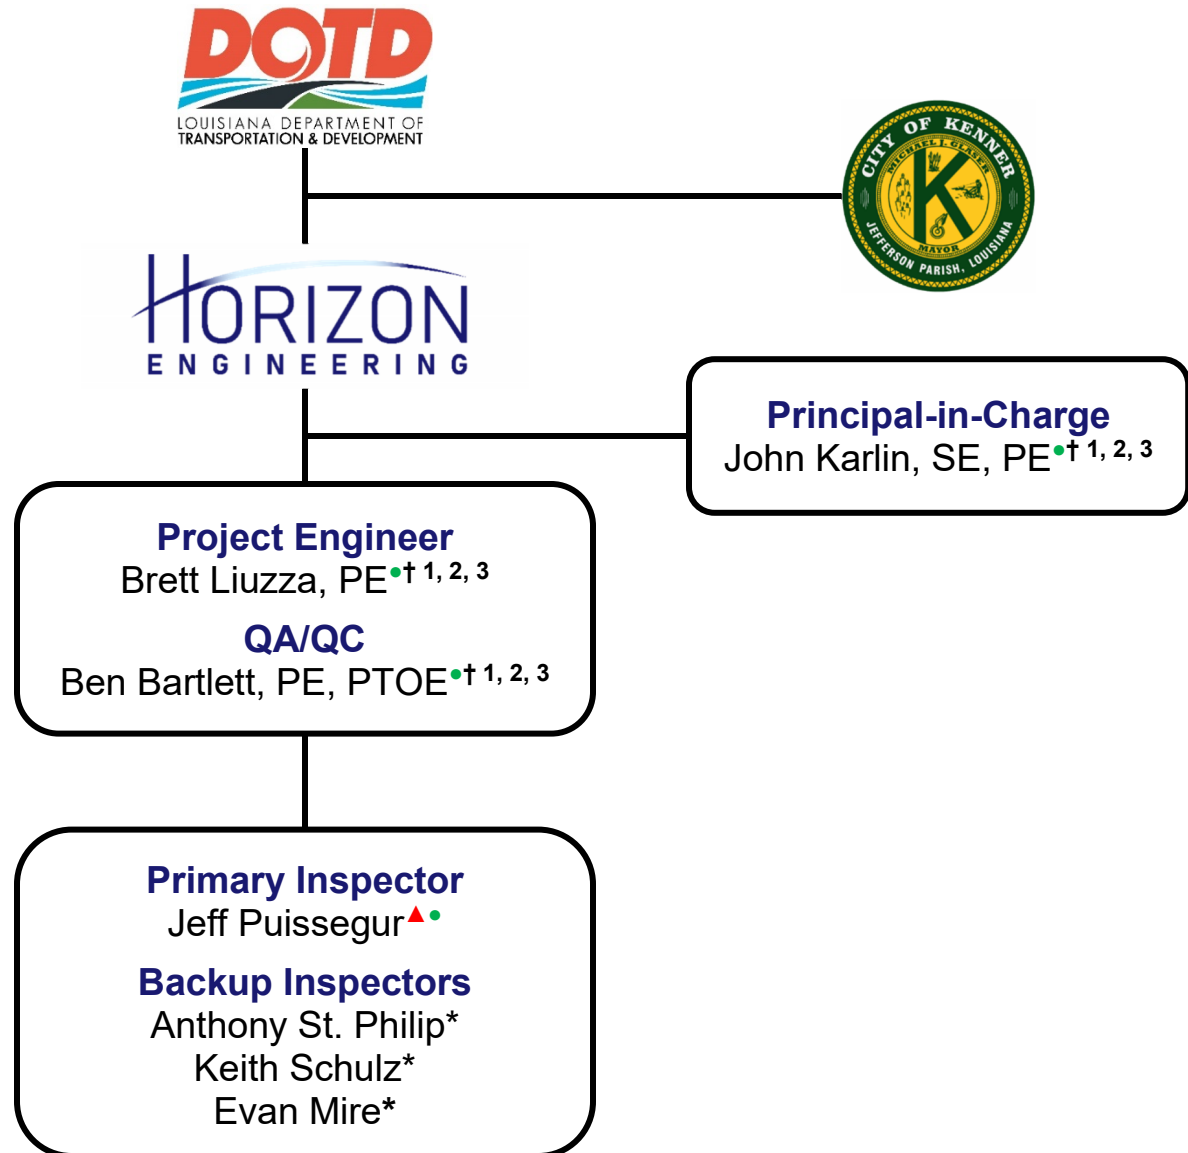 DOTD
LOUISIANA DEPARTMENT OF
TRANSPORTATION & DEVELOPMENT
CITY OF KENNER
MICHAEL J. GLASER
K
MAYOR
JEFFERSON PARISH, LOUISIANA
HORIZON
ENGINEERING
Principal-in-Charge
John Karlin, SE, PE•† 1, 2, 3
Project Engineer
Brett Liuzza, PE•† 1, 2, 3
QA/QC
Ben Bartlett, PE, PTOE•† 1, 2, 3
Primary Inspector
Jeff Puissegur▲•
Backup Inspectors
Anthony St. Philip*
Keith Schulz*
Evan Mire*